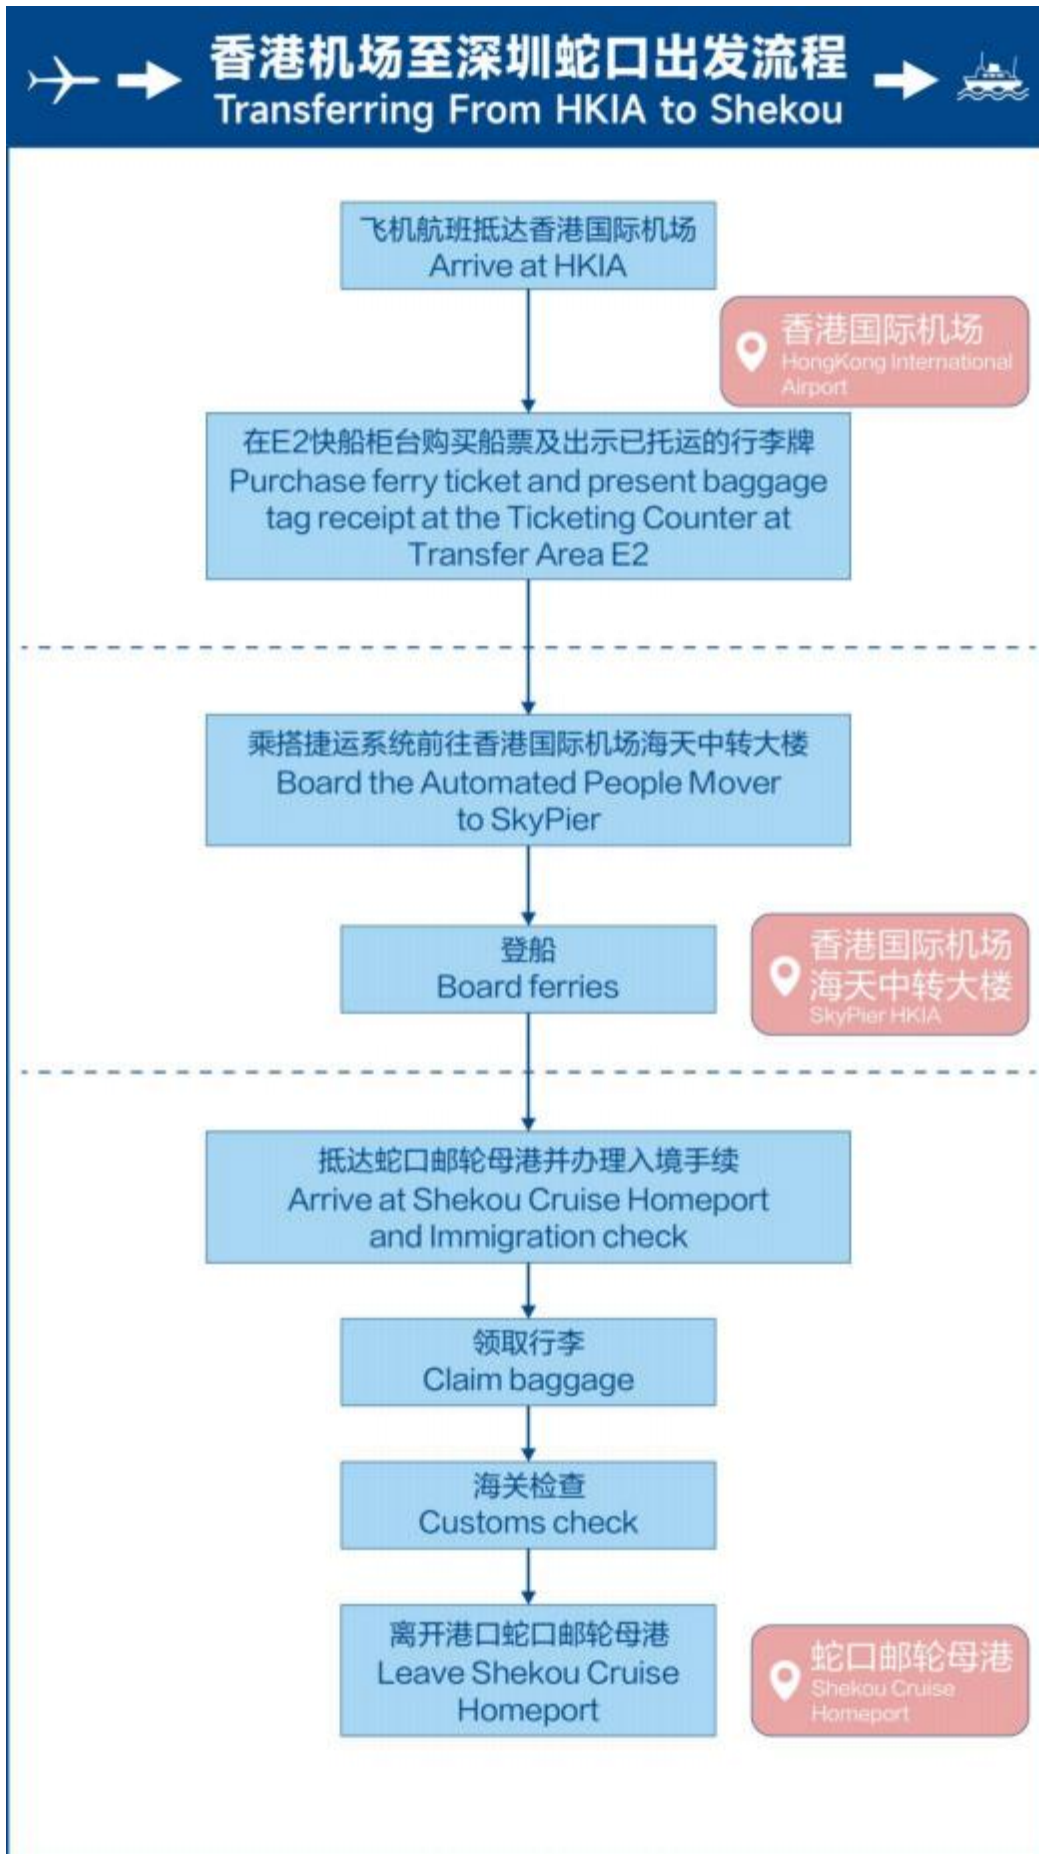 香港机场至深圳蛇口出发流程
Transferring From HKIA to Shekou
飞机航班抵达香港国际机场
Arrive at HKIA
香港国际机场
HongKong International
Airport
在E2快船柜台购买船票及出示已托运的行李牌
Purchase ferry ticket and present baggage
tag receipt at the Ticketing Counter at
Transfer Area E2
乘搭捷运系统前往香港国际机场海天中转大楼
Board the Automated People Mover
to SkyPier
登船
Board ferries
香港国际机场
海天中转大楼
SkyPier HKIA
抵达蛇口邮轮母港并办理入境手续
Arrive at Shekou Cruise Homeport
and Immigration check
领取行李
Claim baggage
海关检查
Customs check
离开港口蛇口邮轮母港
Leave Shekou Cruise
Homeport
蛇口邮轮母港
Shekou Cruise
Homeport